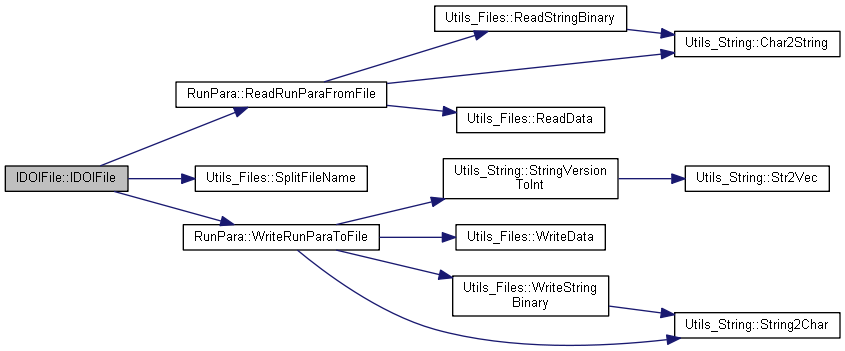 Utils_Files::ReadStringBinary
Utils_String::Char2String
RunPara::ReadRunParaFromFile
Utils_Files::ReadData
IDOIFile::IDOIFile
Utils_Files::SplitFileName
Utils_String::StringVersion
ToInt
Utils_String::Str2Vec
RunPara::WriteRunParaToFile
Utils_Files::WriteData
Utils_Files::WriteString
Binary
Utils_String::String2Char